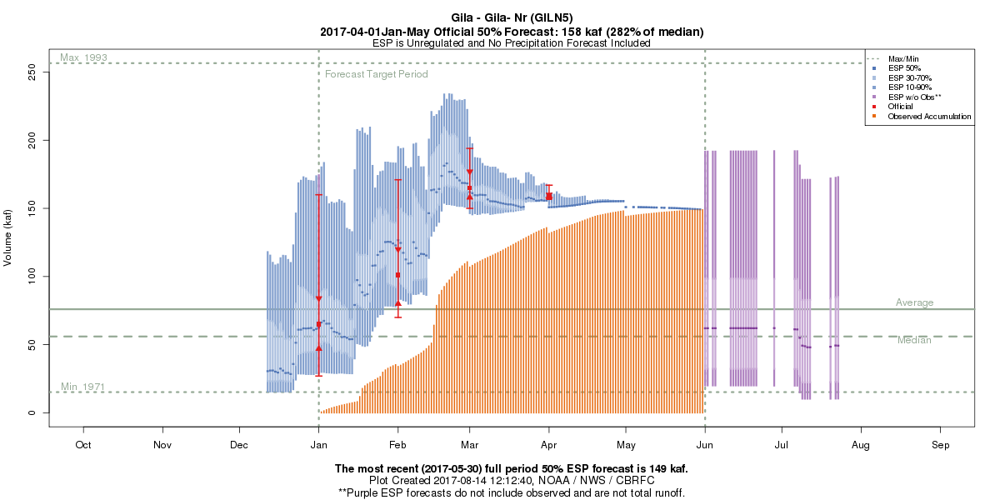 Gila - Gila- Nr (GILN5)
2017-04-01Jan-May Official 50% Forecast: 158 kaf (282% of median)
ESP is Unregulated and No Precipitation Forecast Included
Max 1993
Forecast Target Period
Max/Min
ESP 50%
ESP 30-70%
ESP 10-90%
ESP w/o Obs**
Official
Observed Accumulation
Average
Median
Min 1971
Volume (kaf)
250
200
150
100
50
0
Oct Nov Dec Jan Feb Mar Apr May Jun Jul Aug Sep
The most recent (2017-05-30) full period 50% ESP forecast is 149 kaf.
Plot Created 2017-08-14 12:12:40, NOAA / NWS / CBRFC
**Purple ESP forecasts do not include observed and are not total runoff.